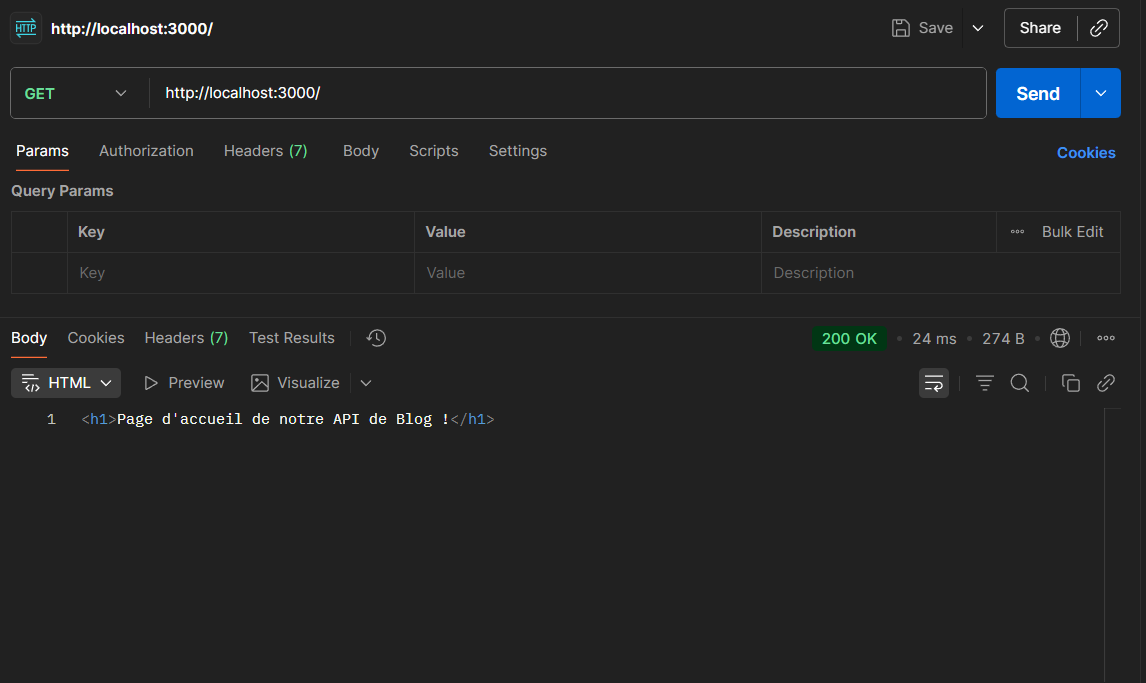 HTTP http://localhost:3000/ Save Share
GET http://localhost:3000/ Send
Params Authorization Headers (7) Body Scripts Settings Cookies
Query Params
Key Value Description Bulk Edit
Key Value Description
Body Cookies Headers (7) Test Results 200 OK • 24 ms • 274 B •
HTML Preview Visualize
1 <h1>Page d'accueil de notre API de Blog !</h1>